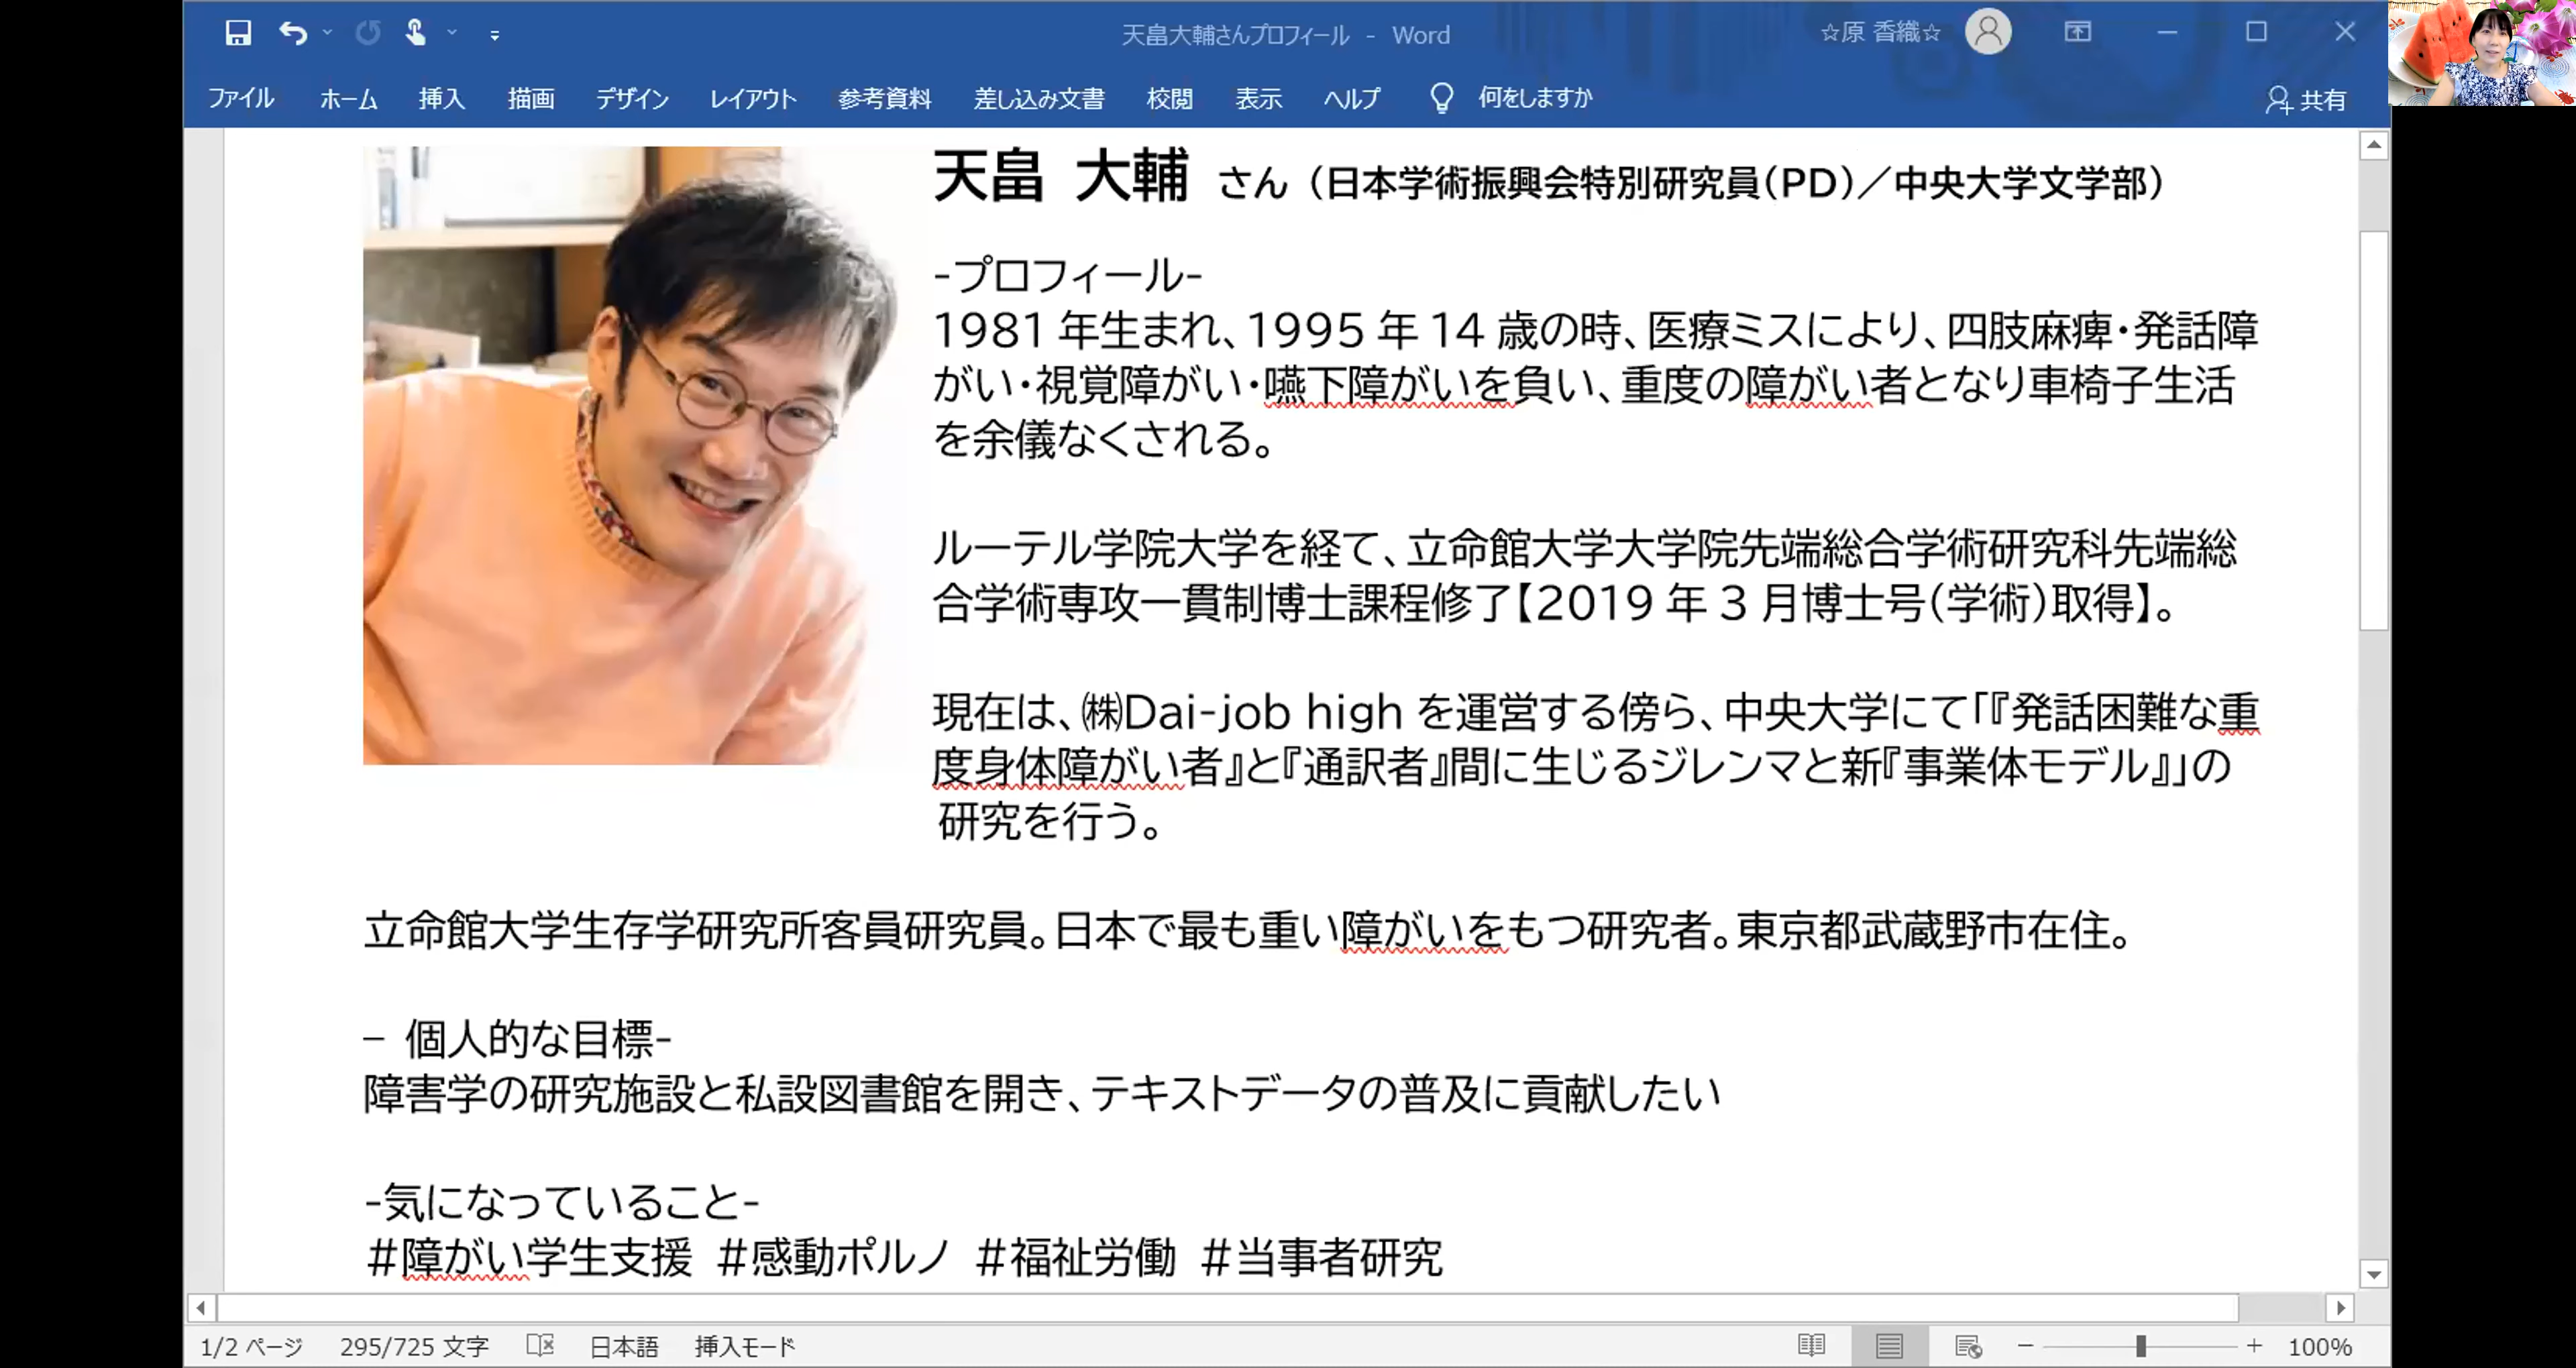 天畠大輔さんプロフィール - Word
☆原 香織☆
ファイル ホーム 挿入 描画 デザイン レイアウト 参考資料 差し込み文書 校閲 表示 ヘルプ 何をしますか 共有
天畠 大輔 さん（日本学術振興会特別研究員(PD)／中央大学文学部）
-プロフィール-
1981 年生まれ、1995 年 14 歳の時、医療ミスにより、四肢麻痺・発話障
がい・視覚障がい・嚥下障がいを負い、重度の障がい者となり車椅子生活
を余儀なくされる。
ルーテル学院大学を経て、立命館大学大学院先端総合学術研究科先端総
合学術専攻一貫制博士課程修了【2019 年 3 月博士号(学術)取得】。
現在は、㈱Dai-job high を運営する傍ら、中央大学にて「『発話困難な重
度身体障がい者』と『通訳者』間に生じるジレンマと新『事業体モデル』」の
研究を行う。
立命館大学生存学研究所客員研究員。日本で最も重い障がいをもつ研究者。東京都武蔵野市在住。
– 個人的な目標-
障害学の研究施設と私設図書館を開き、テキストデータの普及に貢献したい
-気になっていること-
＃障がい学生支援 ＃感動ポルノ ＃福祉労働 ＃当事者研究
1/2 ページ 295/725 文字 日本語 挿入モード 100%